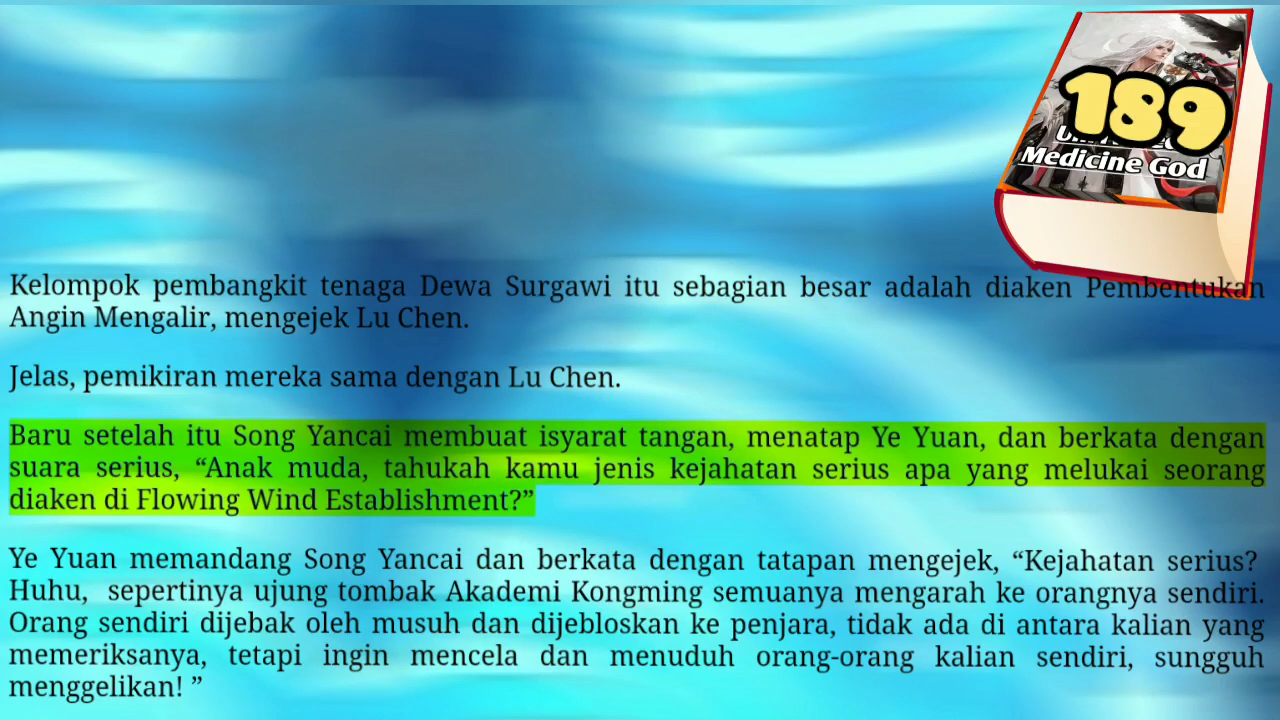 189
Medicine God
Kelompok pembangkit tenaga Dewa Surgawi itu sebagian besar adalah diaken Pembentukan
Angin Mengalir, mengejek Lu Chen.
Jelas, pemikiran mereka sama dengan Lu Chen.
Baru setelah itu Song Yancai membuat isyarat tangan, menatap Ye Yuan, dan berkata dengan
suara serius, “Anak muda, tahukah kamu jenis kejahatan serius apa yang melukai seorang
diaken di Flowing Wind Establishment?”
Ye Yuan memandang Song Yancai dan berkata dengan tatapan mengejek, “Kejahatan serius?
Huhu, sepertinya ujung tombak Akademi Kongming semuanya mengarah ke orangnya sendiri.
Orang sendiri dijebak oleh musuh dan dijebloskan ke penjara, tidak ada di antara kalian yang
memeriksanya, tetapi ingin mencela dan menuduh orang-orang kalian sendiri, sungguh
menggelikan! ”